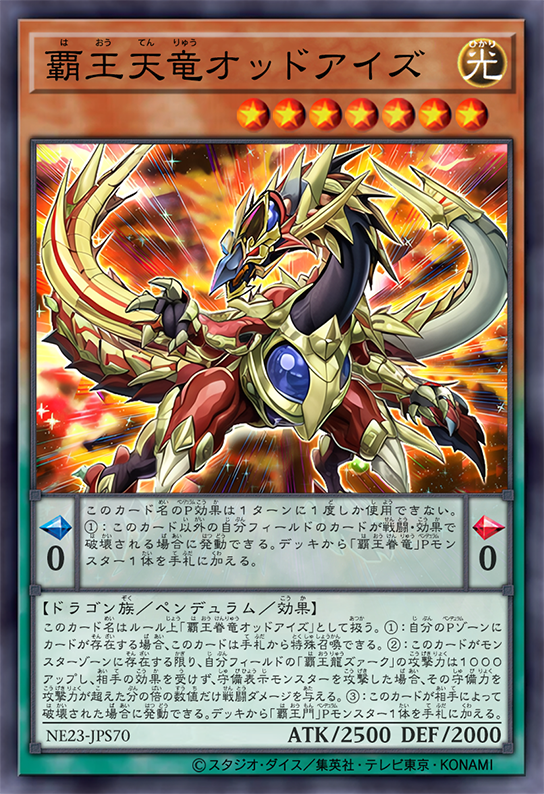 覇王天竜オッドアイズ
光
このカード名のP効果は1ターンに1度しか使用できない。
①：このカード以外の自分フィールドのカードが戦闘・効果で
破壊される場合に発動できる。デッキから「覇王眷竜」Pモン
スター1体を手札に加える。
0
0
【ドラゴン族／ペンデュラム／効果】
このカード名はルール上「覇王眷竜オッドアイズ」として扱う。①：自分のPゾーンに
カードが存在する場合、このカードは手札から特殊召喚できる。②：このカードがモン
スターゾーンに存在する限り、自分フィールドの「覇王龍ズァーク」の攻撃力は1000
アップし、相手の効果を受けず、守備表示モンスターを攻撃した場合、その守備力を
攻撃力が超えた分の倍の数値だけ戦闘ダメージを与える。③：このカードが相手によって
破壊された場合に発動できる。デッキから「覇王門」Pモンスター1体を手札に加える。
NE23-JPS70 ATK/2500 DEF/2000
©スタジオ・ダイス／集英社・テレビ東京・KONAMI